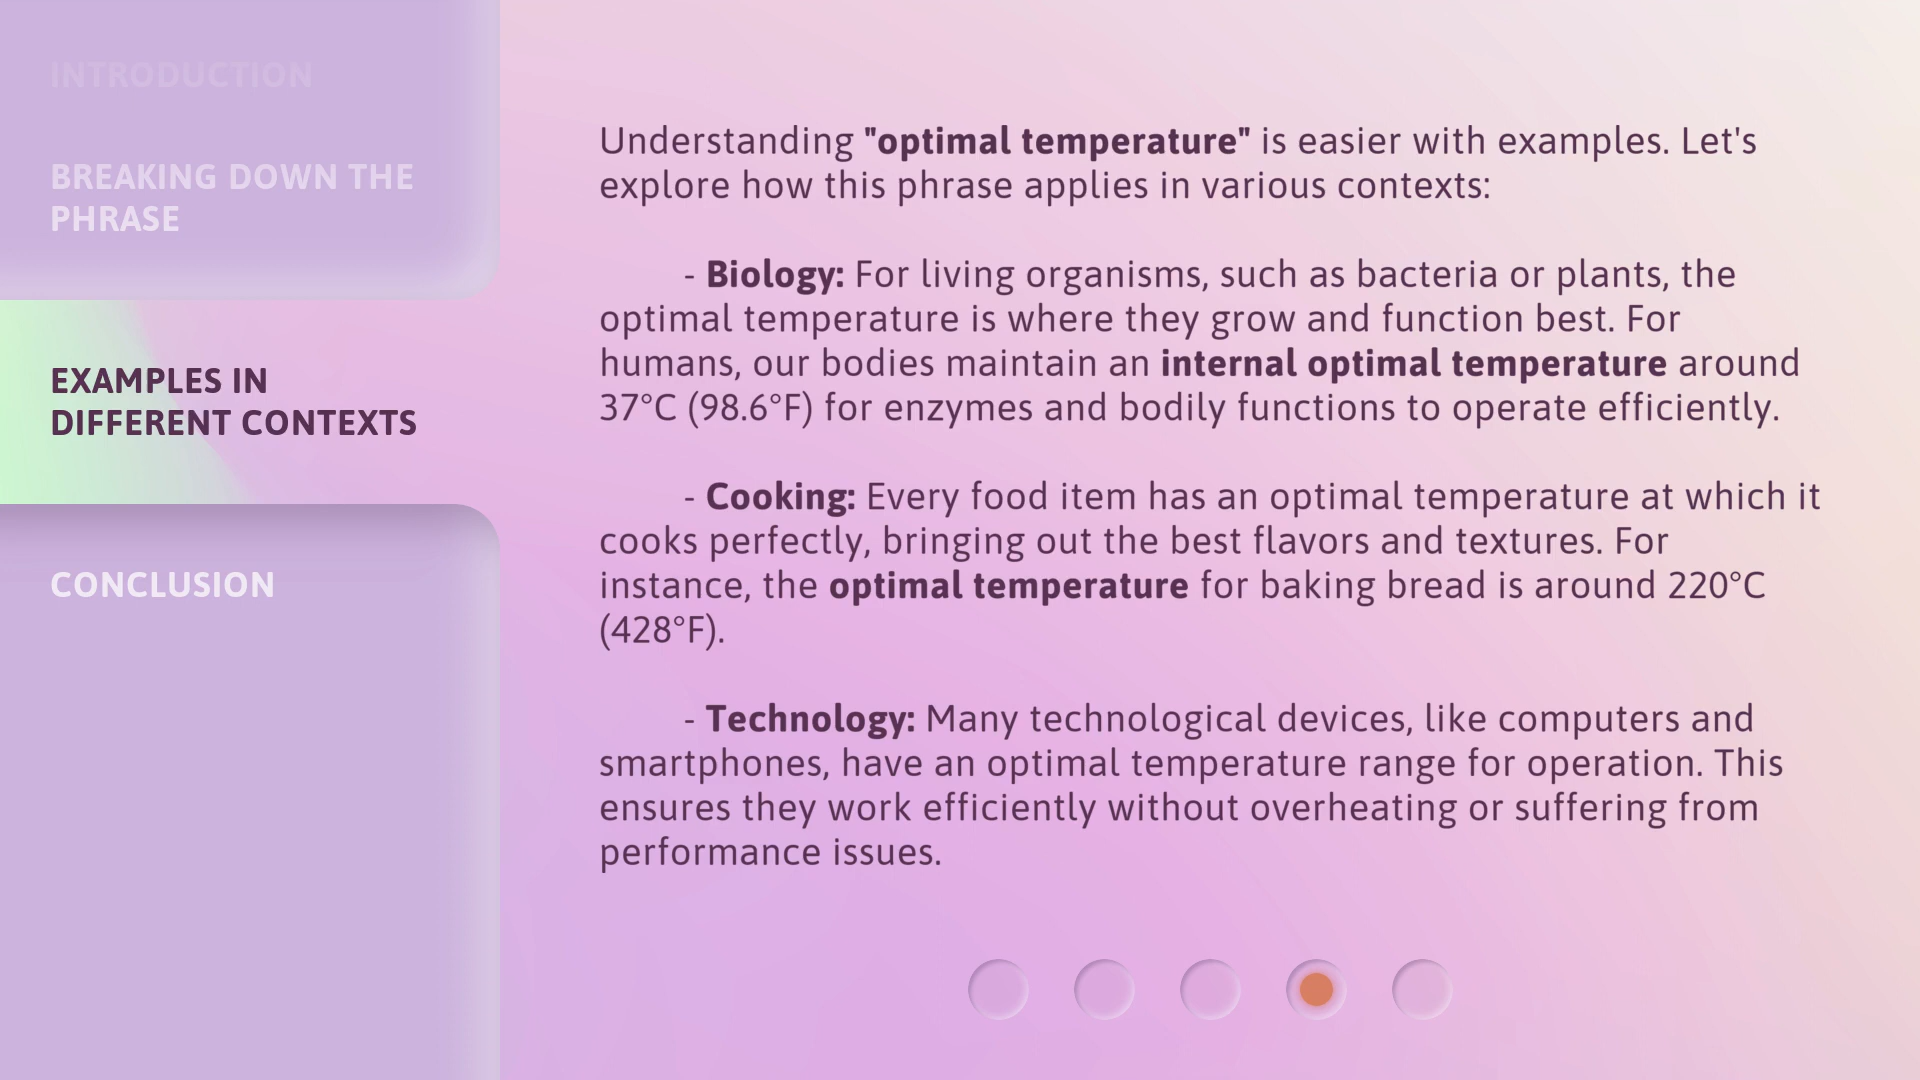 INTRODUCTION
BREAKING DOWN THE
PHRASE
EXAMPLES IN
DIFFERENT CONTEXTS
CONCLUSION
Understanding "optimal temperature" is easier with examples. Let's
explore how this phrase applies in various contexts:
- Biology: For living organisms, such as bacteria or plants, the
optimal temperature is where they grow and function best. For
humans, our bodies maintain an internal optimal temperature around
37°C (98.6°F) for enzymes and bodily functions to operate efficiently.
- Cooking: Every food item has an optimal temperature at which it
cooks perfectly, bringing out the best flavors and textures. For
instance, the optimal temperature for baking bread is around 220°C
(428°F).
- Technology: Many technological devices, like computers and
smartphones, have an optimal temperature range for operation. This
ensures they work efficiently without overheating or suffering from
performance issues.